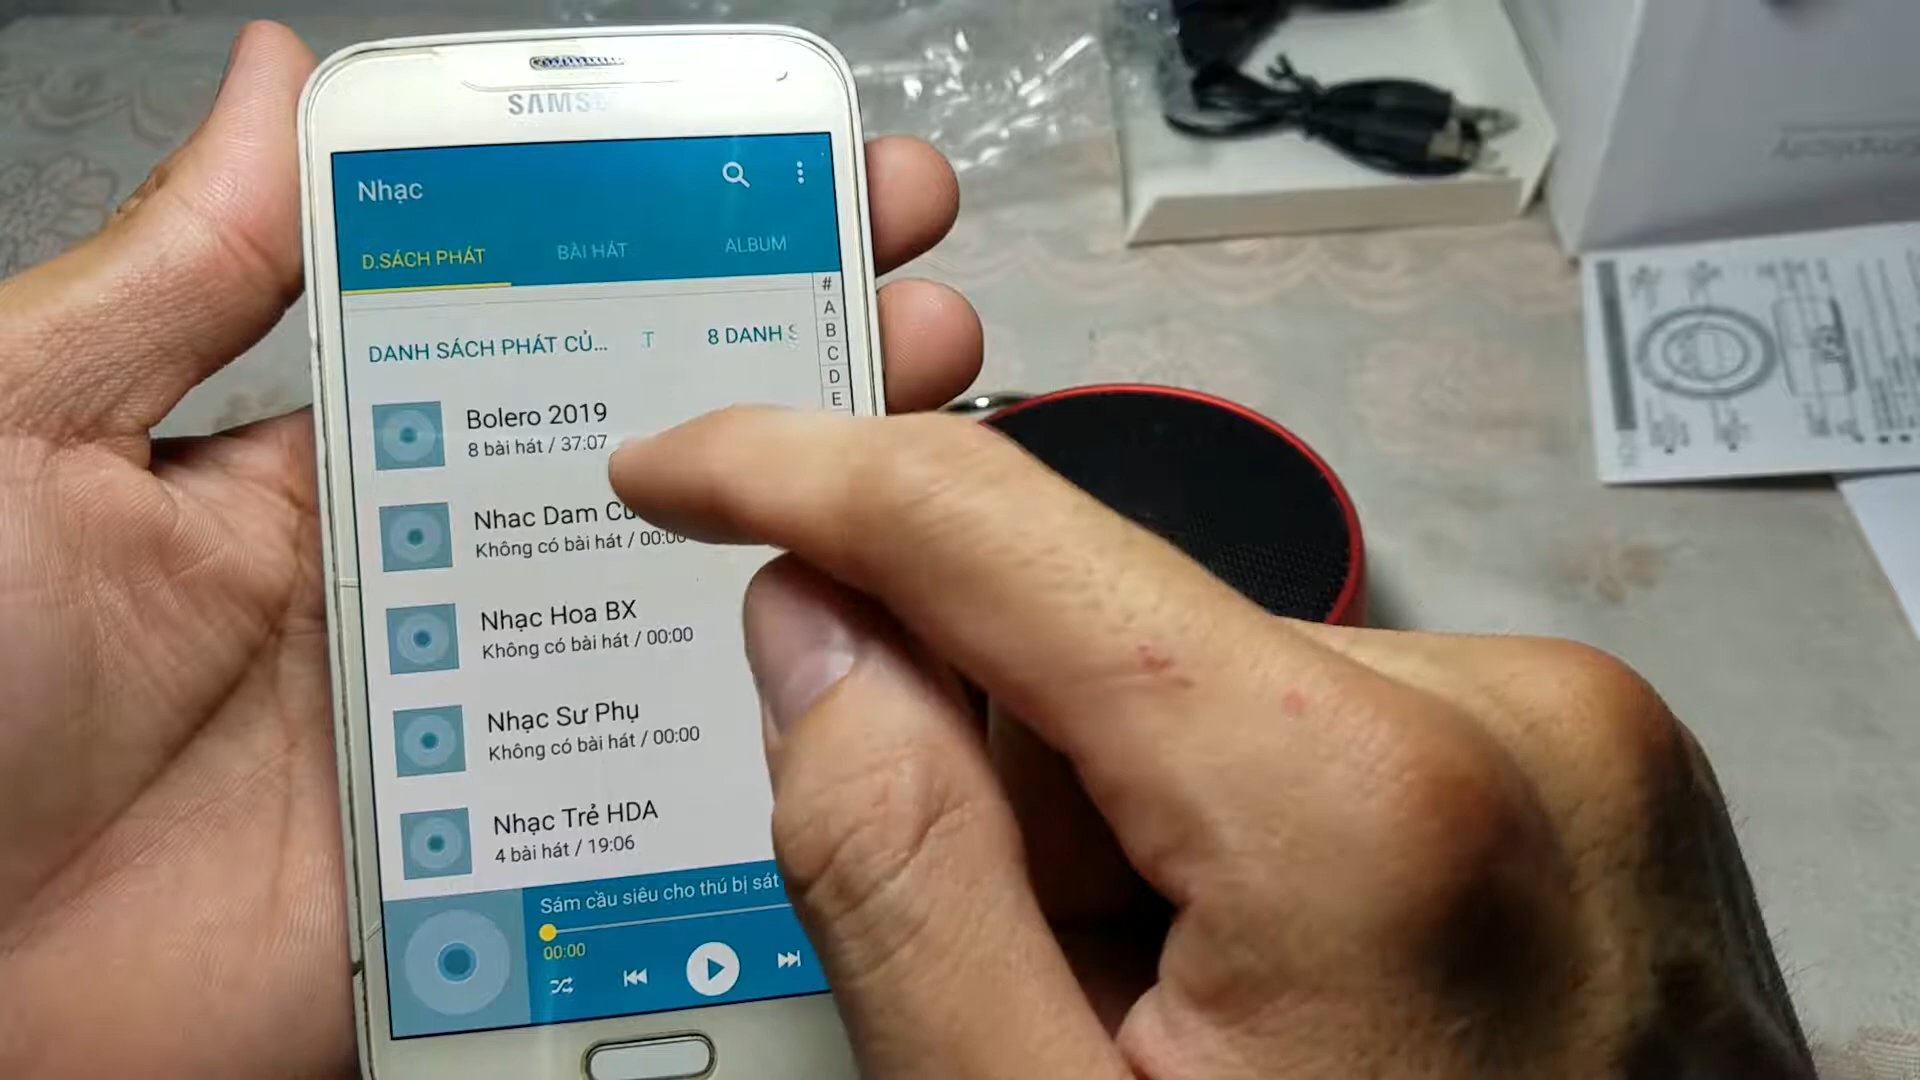 Nhạc
D.SÁCH PHÁT
BÀI HÁT
ALBUM
#
A
B
C
D
E
DANH SÁCH PHÁT CỦ...
T
8 DANH
Bolero 2019
8 bài hát / 37:07
Nhac Dam
Không có bài hát / 00:00
Nhạc Hoa BX
Không có bài hát / 00:00
Nhạc Sư Phụ
Không có bài hát / 00:00
Nhạc Trẻ HDA
4 bài hát / 19:06
Sám cầu siêu cho thú bị sát
00:00